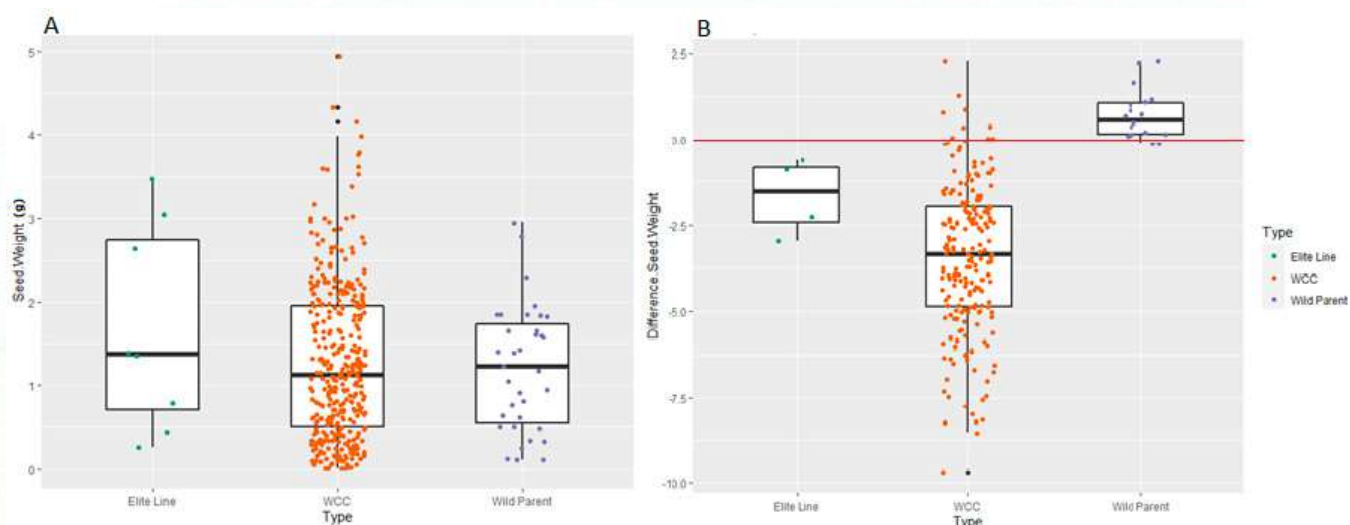 A
Seed.Weight (g)
5
4
3
2
1
0
Elite Line
WCC
Wild Parent
Type
B
Difference.Seed.Weight
2.5
0.0
-2.5
-5.0
-7.5
-10.0
Elite Line
WCC
Wild Parent
Type
Type
Elite Line
WCC
Wild Parent